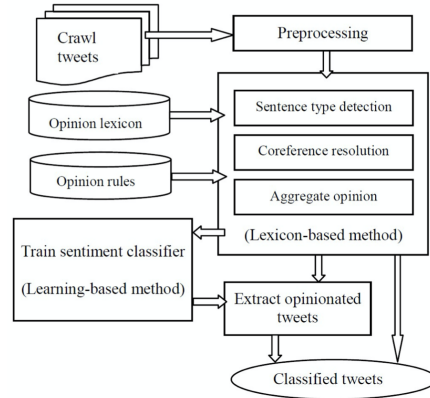 Crawl
tweets
Preprocessing
Opinion lexicon
Opinion rules
Sentence type detection
Coreference resolution
Aggregate opinion
(Lexicon-based method)
Train sentiment classifier
(Learning-based method)
Extract opinionated
tweets
Classified tweets